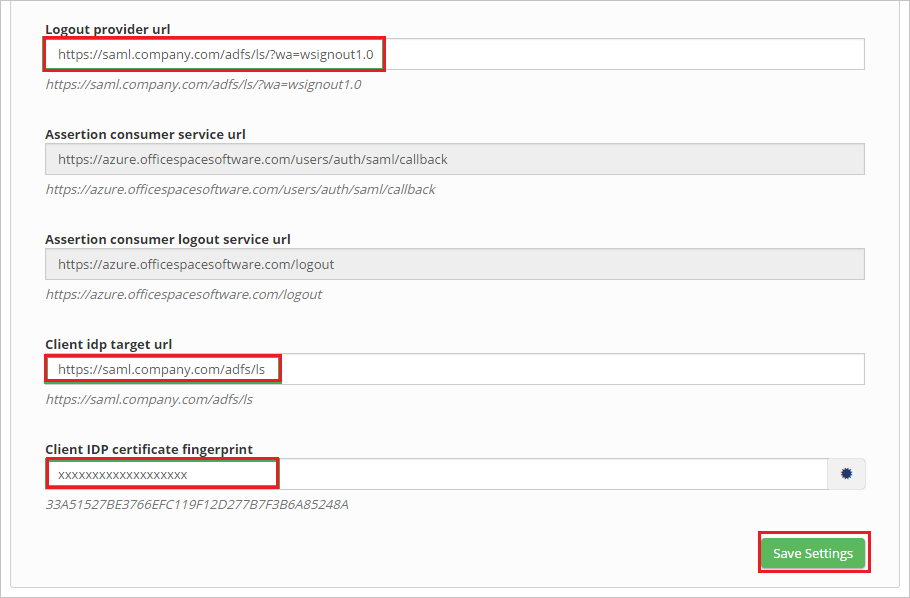 Logout provider url
https://saml.company.com/adfs/ls/?wa=wsignout1.0
https://saml.company.com/adfs/ls/?wa=wsignout1.0
Assertion consumer service url
https://azure.officespacesoftware.com/users/auth/saml/callback
https://azure.officespacesoftware.com/users/auth/saml/callback
Assertion consumer logout service url
https://azure.officespacesoftware.com/logout
https://azure.officespacesoftware.com/logout
Client idp target url
https://saml.company.com/adfs/ls
https://saml.company.com/adfs/ls
Client IDP certificate fingerprint
xxxxxxxxxxxxxxxxxxx
33A51527BE3766EFC119F12D277B7F3B6A85248A
Save Settings